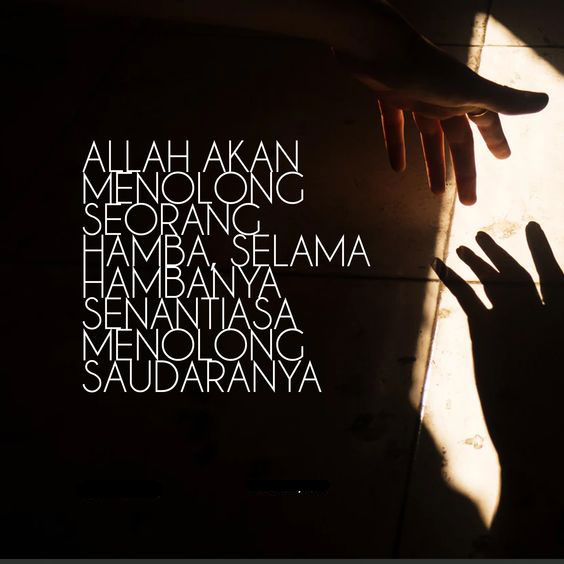 ALLAH AKAN
MENOLONG
SEORANG
HAMBA, SELAMA
HAMBANYA
SENANTIASA
MENOLONG
SAUDARANYA